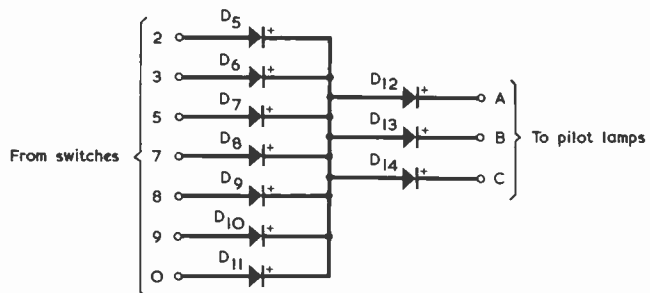 D5
2
+
D6
3
+
D12
A
+
D7
5
+
D13
B
+
From switches
D8
7
+
To pilot lamps
D14
C
+
D9
8
+
D10
9
+
D11
0
+